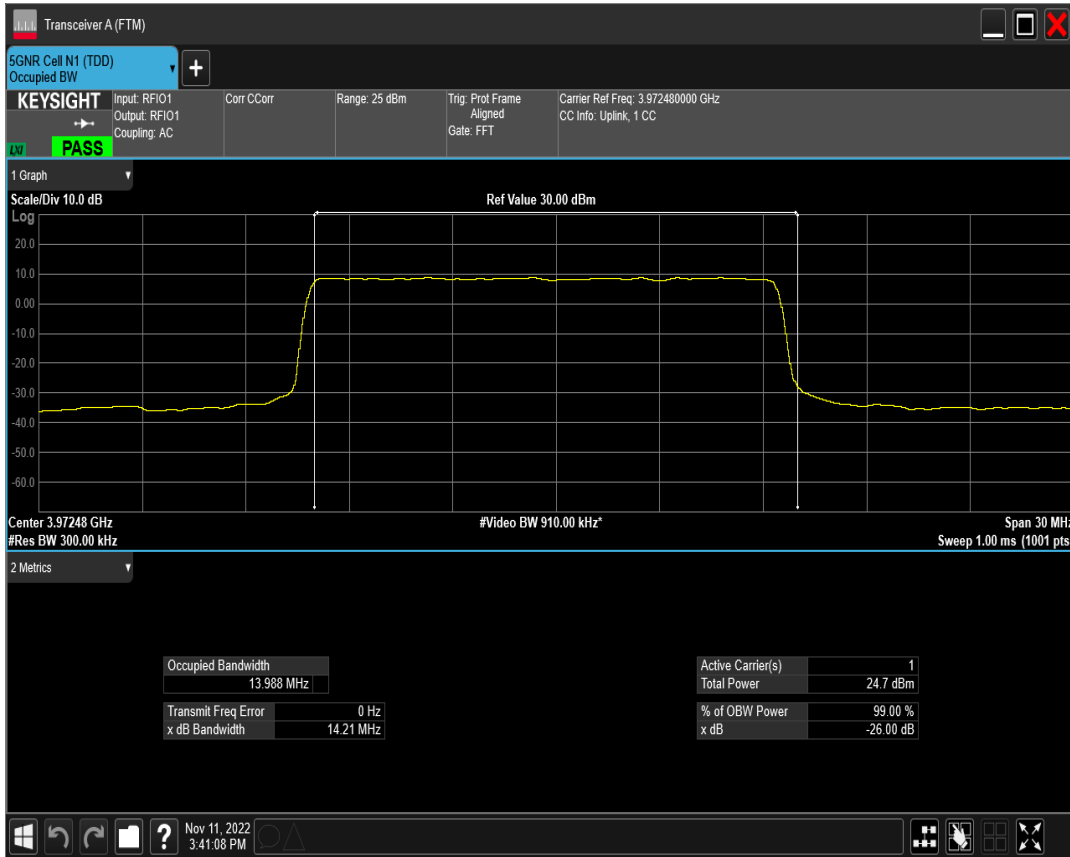 Transceiver A (FTM)
5GNR Cell N1 (TDD)
Occupied BW
+
KEYSIGHT
LXI
PASS
Input: RFIO1
Output: RFIO1
Coupling: AC
Corr CCorr
Range: 25 dBm
Trig: Prot Frame
Aligned
Gate: FFT
Carrier Ref Freq: 3.972480000 GHz
CC Info: Uplink, 1 CC
1 Graph
Scale/Div 10.0 dB
Ref Value 30.00 dBm
Log
20.0
10.0
0.00
-10.0
-20.0
-30.0
-40.0
-50.0
-60.0
Center 3.97248 GHz
#Video BW 910.00 kHz*
Span 30 MHz
#Res BW 300.00 kHz
Sweep 1.00 ms (1001 pts
2 Metrics
Occupied Bandwidth
13.988 MHz
Transmit Freq Error 0 Hz
x dB Bandwidth 14.21 MHz
Active Carrier(s) 1
Total Power 24.7 dBm
% of OBW Power 99.00 %
x dB -26.00 dB
?
Nov 11, 2022
3:41:08 PM